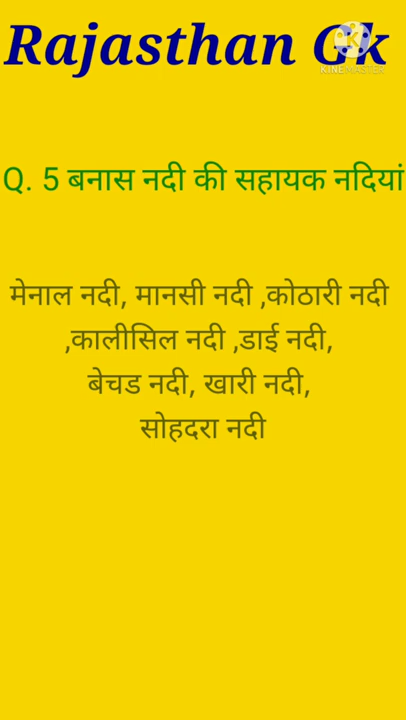 Rajasthan Gk
KINEMASTER
Q. 5 बनास नदी की सहायक नदियां
मेनाल नदी, मानसी नदी ,कोठारी नदी
,कालीसिल नदी ,डाई नदी,
बेचड नदी, खारी नदी,
सोहदरा नदी